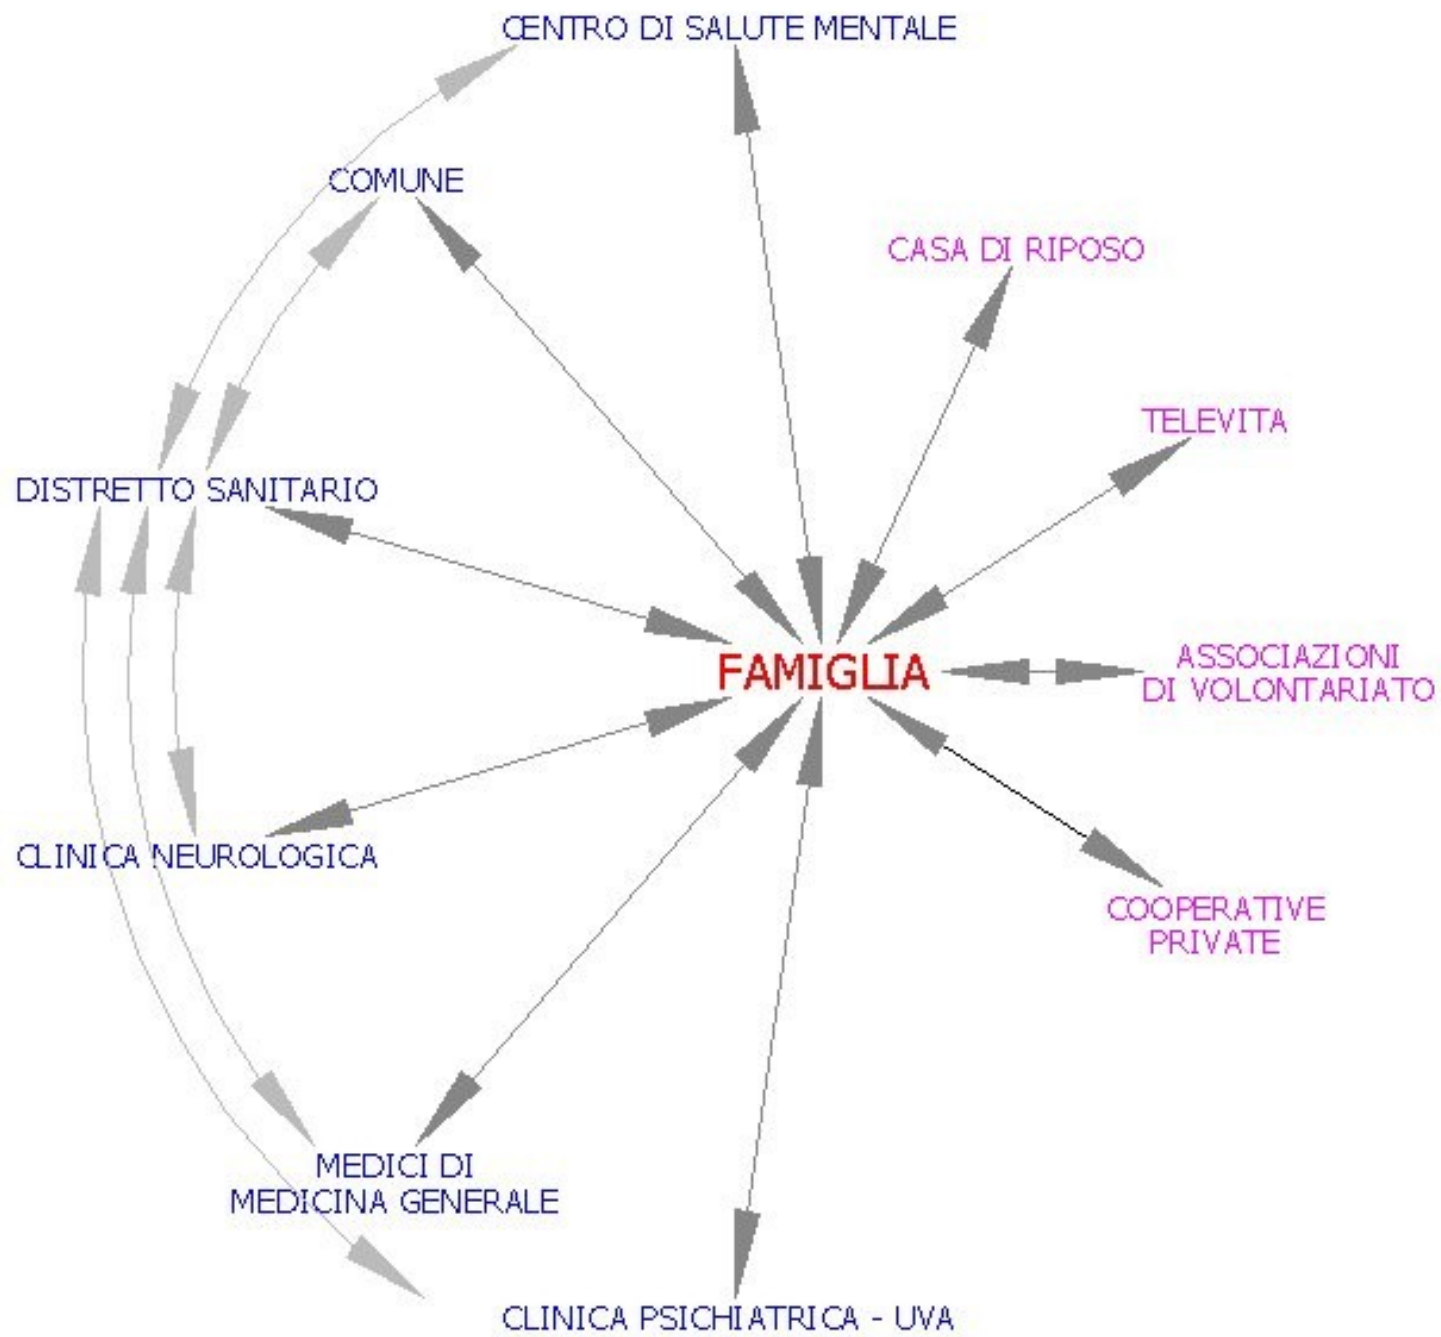 CENTRO DI SALUTE MENTALE
COMUNE
CASA DI RIPOSO
TELEVITA
DISTRETTO SANITARIO
FAMIGLIA
ASSOCIAZIONI
DI VOLONTARIATO
CLINICA NEUROLOGICA
COOPERATIVE
PRIVATE
MEDICI DI
MEDICINA GENERALE
CLINICA PSICHIATRICA - UVA